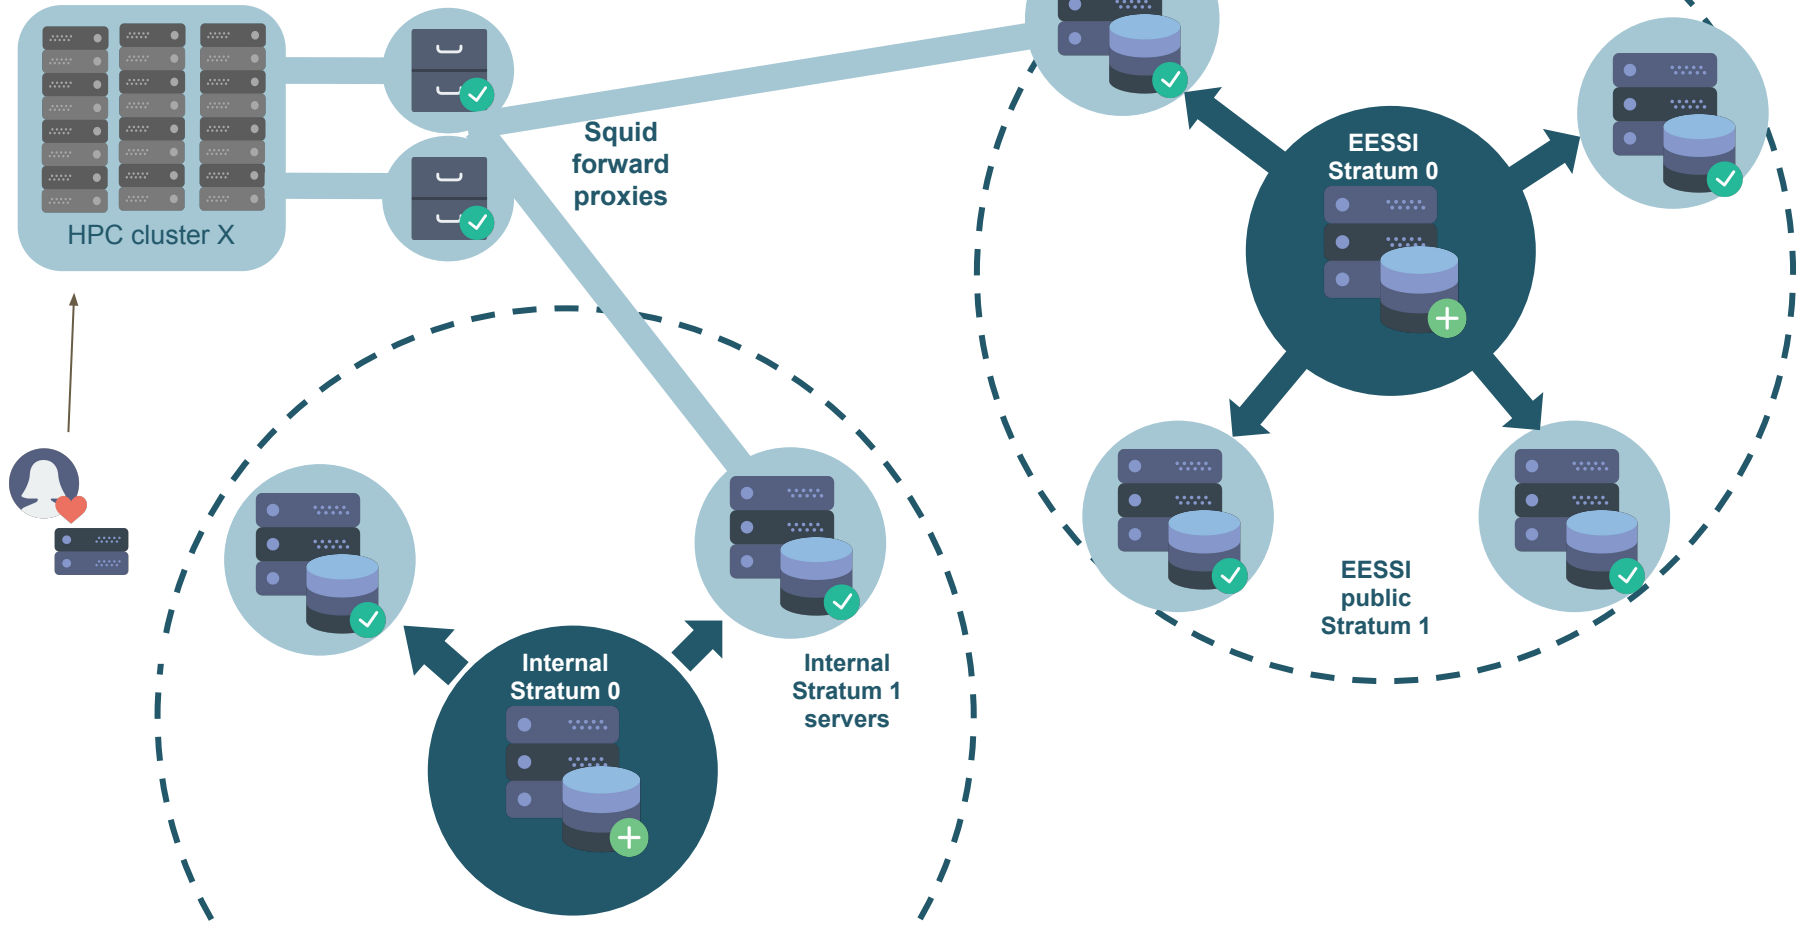 HPC cluster X
Squid
forward
proxies
EESSI
Stratum 0
EESSI
public
Stratum 1
Internal
Stratum 0
Internal
Stratum 1
servers